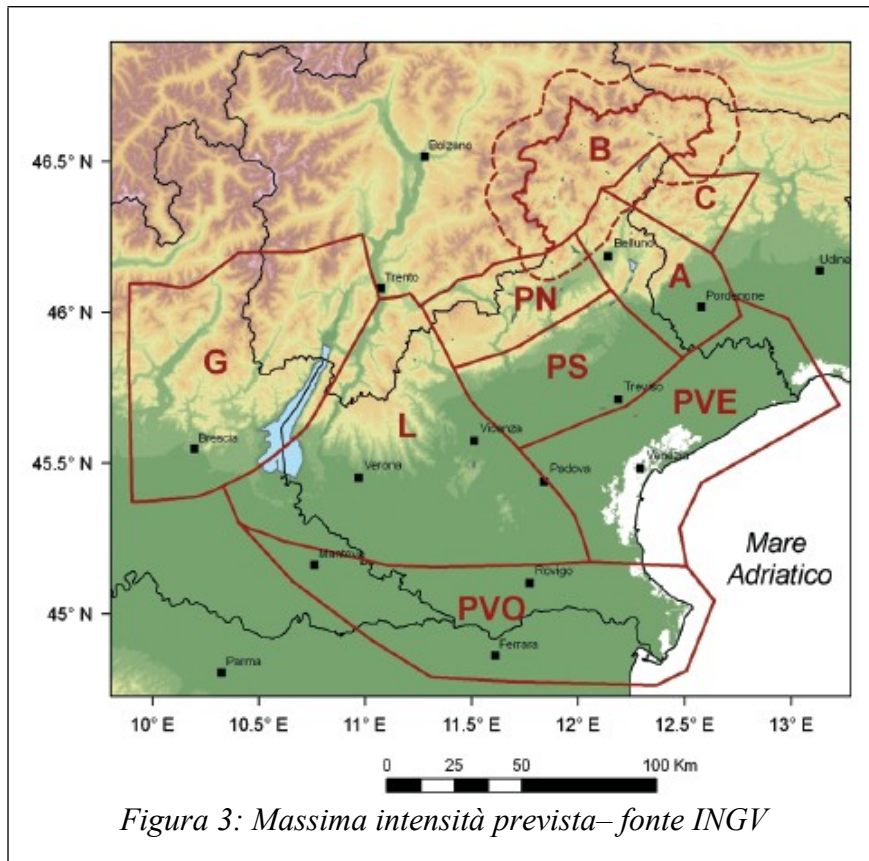 46.5° N
46° N
45.5° N
45° N
Bolzano
B
C
Belluno
Udine
Trento
PN
A
Pordenone
G
PS
Treviso
PVE
L
Brescia
Vicenza
Verona
Padova
Venezia
Mare
Adriatico
Mantova
Rovigo
PVO
Ferrara
Parma
10° E
10.5° E
11° E
11.5° E
12° E
12.5° E
13° E
0
25
50
100 Km
Figura 3: Massima intensità prevista– fonte INGV